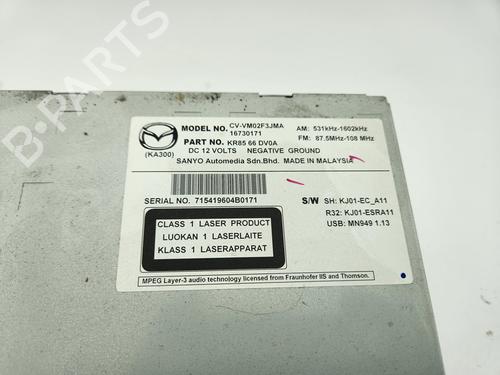 MODEL NO. CV-VM02F3JMA
16730171
AM: 531kHz-1602kHz
PART NO. KR85 66 DV0A
FM: 87.5MHz-108 MHz
(KA300)
DC 12 VOLTS NEGATIVE GROUND
SANYO Automedia Sdn.Bhd. MADE IN MALAYSIA
SERIAL NO. 715419604B0171
S/W SH: KJ01-EC_A11
R32: KJ01-ESRA11
USB: MN949 1.13
CLASS 1 LASER PRODUCT
LUOKAN 1 LASERLAITE
KLASS 1 LASERAPPARAT
MPEG Layer-3 audio technology licensed from Fraunhofer IIS and Thomson.
B-PARTS